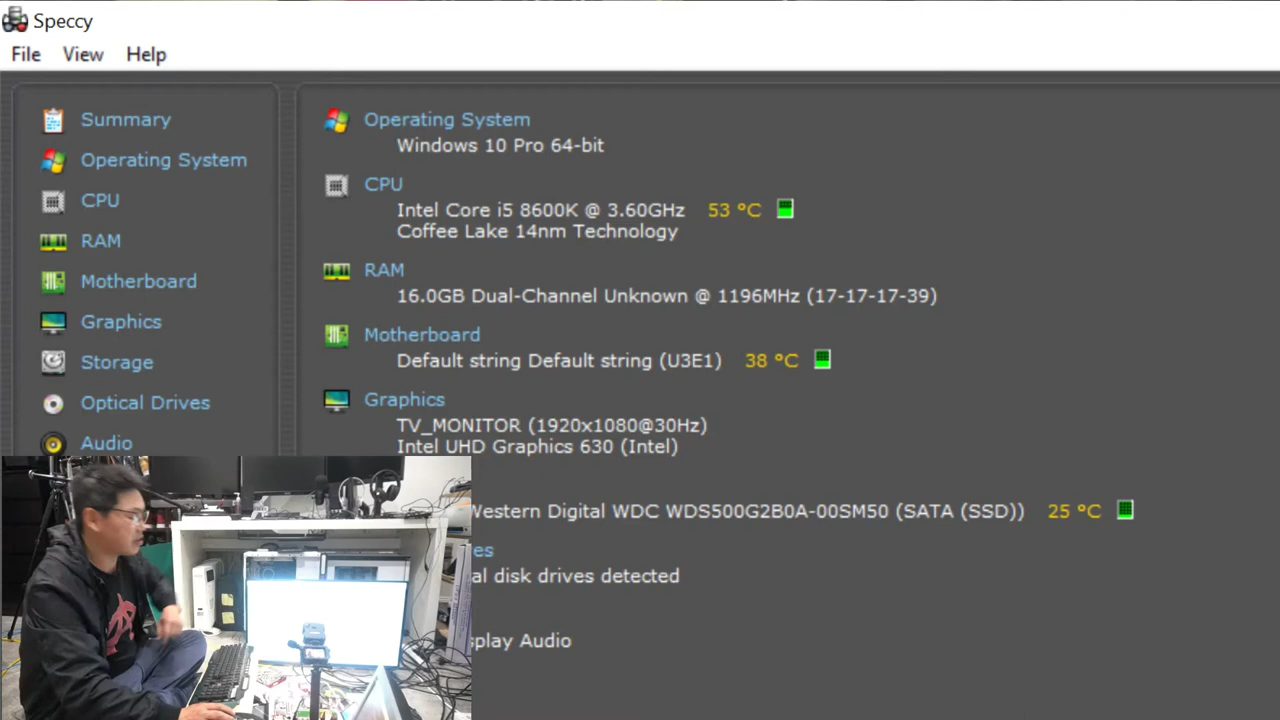 Speccy
File View Help
Summary
Operating System
CPU
RAM
Motherboard
Graphics
Storage
Optical Drives
Audio
Operating System
Windows 10 Pro 64-bit
CPU
Intel Core i5 8600K @ 3.60GHz 53 °C
Coffee Lake 14nm Technology
RAM
16.0GB Dual-Channel Unknown @ 1196MHz (17-17-17-39)
Motherboard
Default string Default string (U3E1) 38 °C
Graphics
TV_MONITOR (1920x1080@30Hz)
Intel UHD Graphics 630 (Intel)
Western Digital WDC WDS500G2B0A-00SM50 (SATA (SSD)) 25 °C
es
al disk drives detected
splay Audio